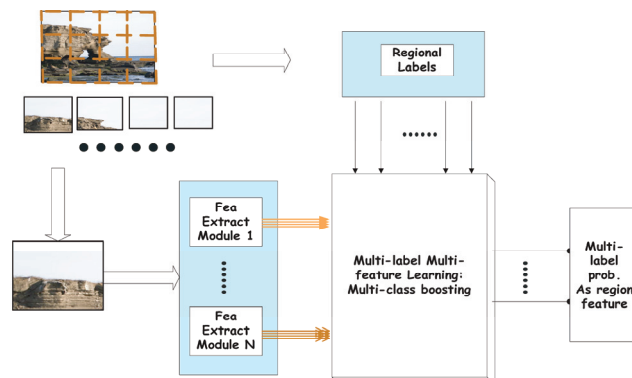 Regional
Labels
Fea
Extract
Module 1
Fea
Extract
Module N
Multi-label Multi-
feature Learning:
Multi-class boosting
Multi-
label
prob.
As region
feature